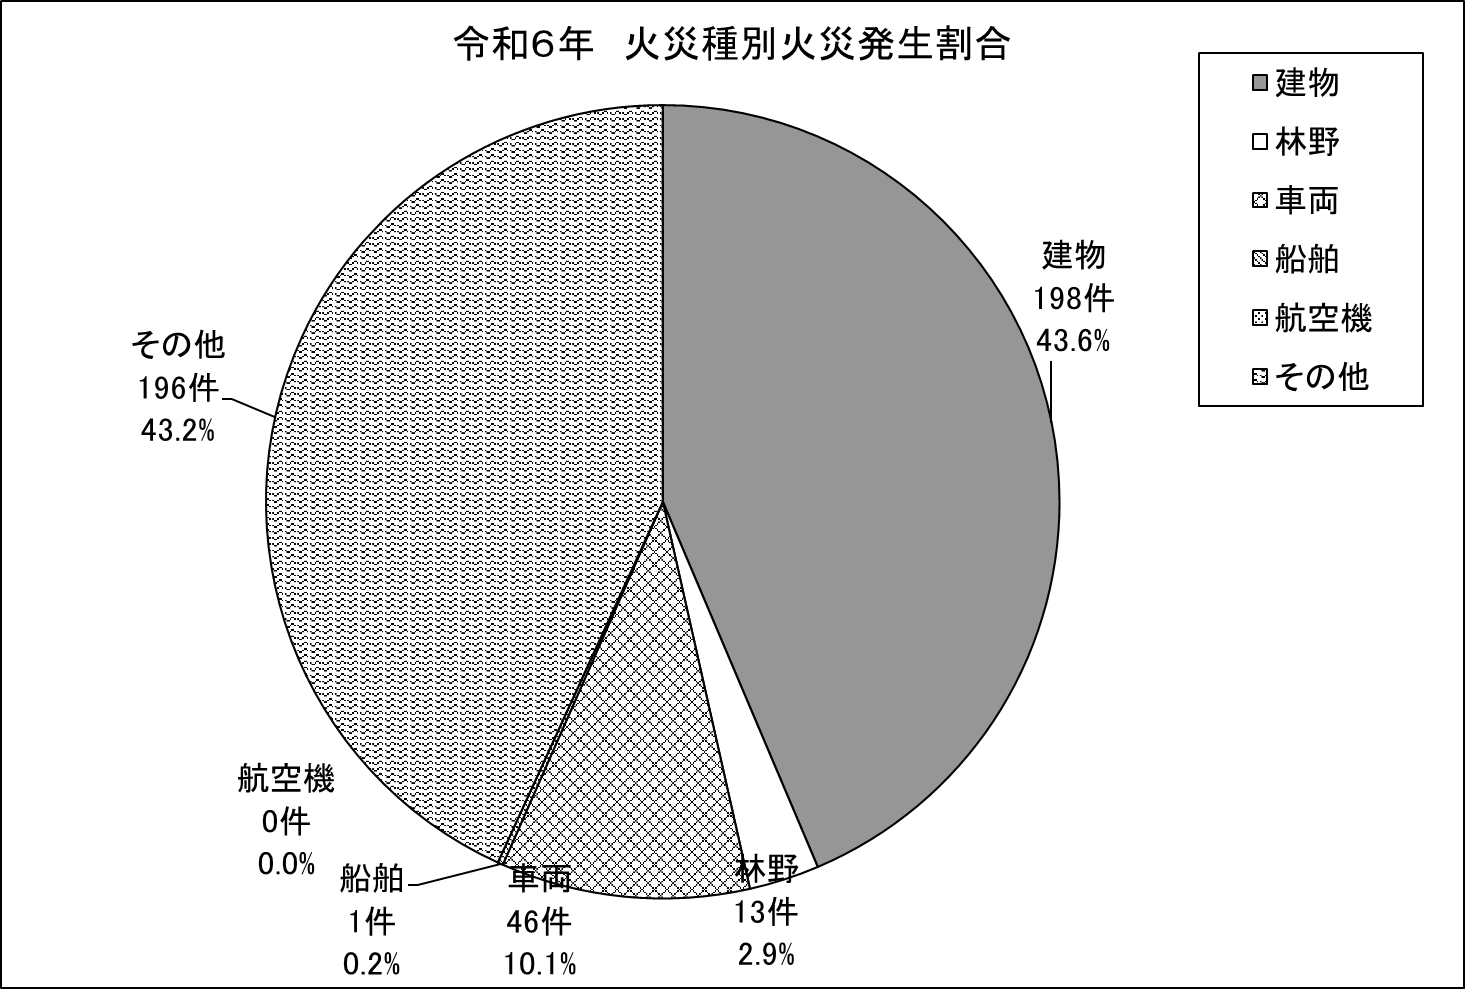 令和６年　火災種別火災発生割合
建物
林野
車両
船舶
航空機
その他
建物
198件
43.6%
その他
196件
43.2%
航空機
0件
0.0%
船舶
1件
0.2%
車両
46件
10.1%
林野
13件
2.9%